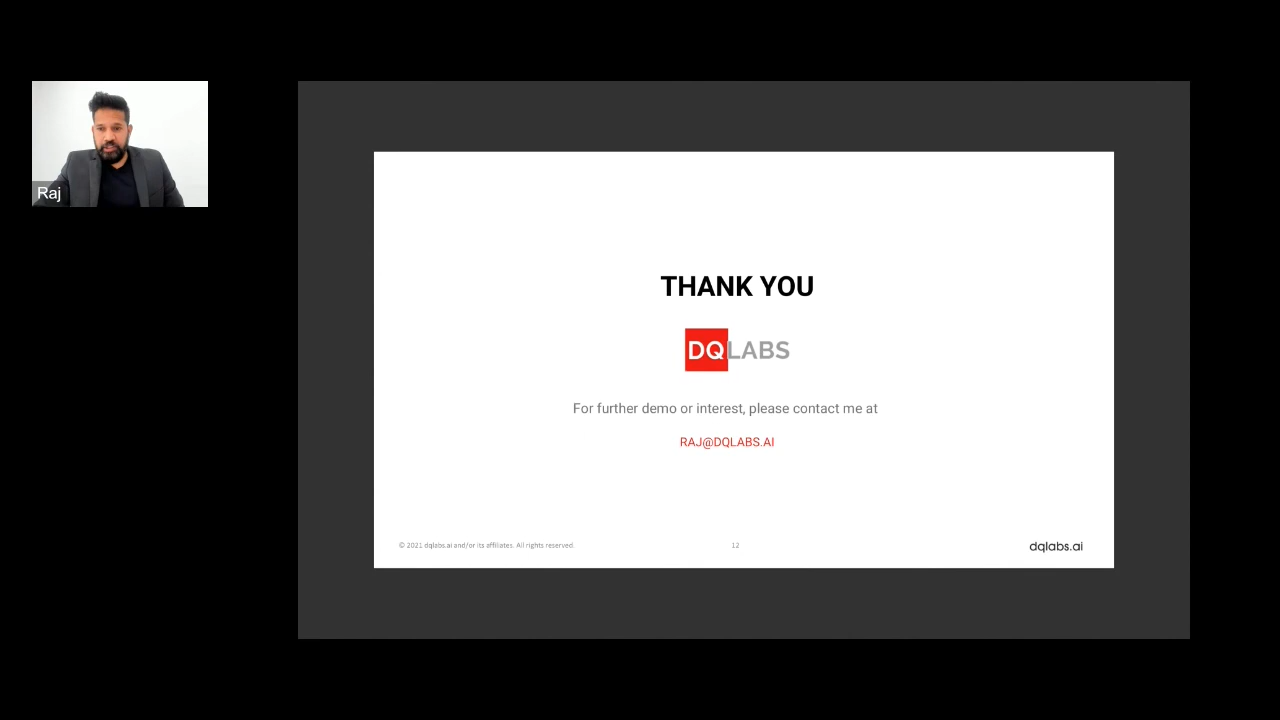 Raj
THANK YOU
DQLABS
For further demo or interest, please contact me at
RAJ@DQLABS.AI
© 2021 dqlabs.ai and/or its affiliates. All rights reserved.
12
dqlabs.ai